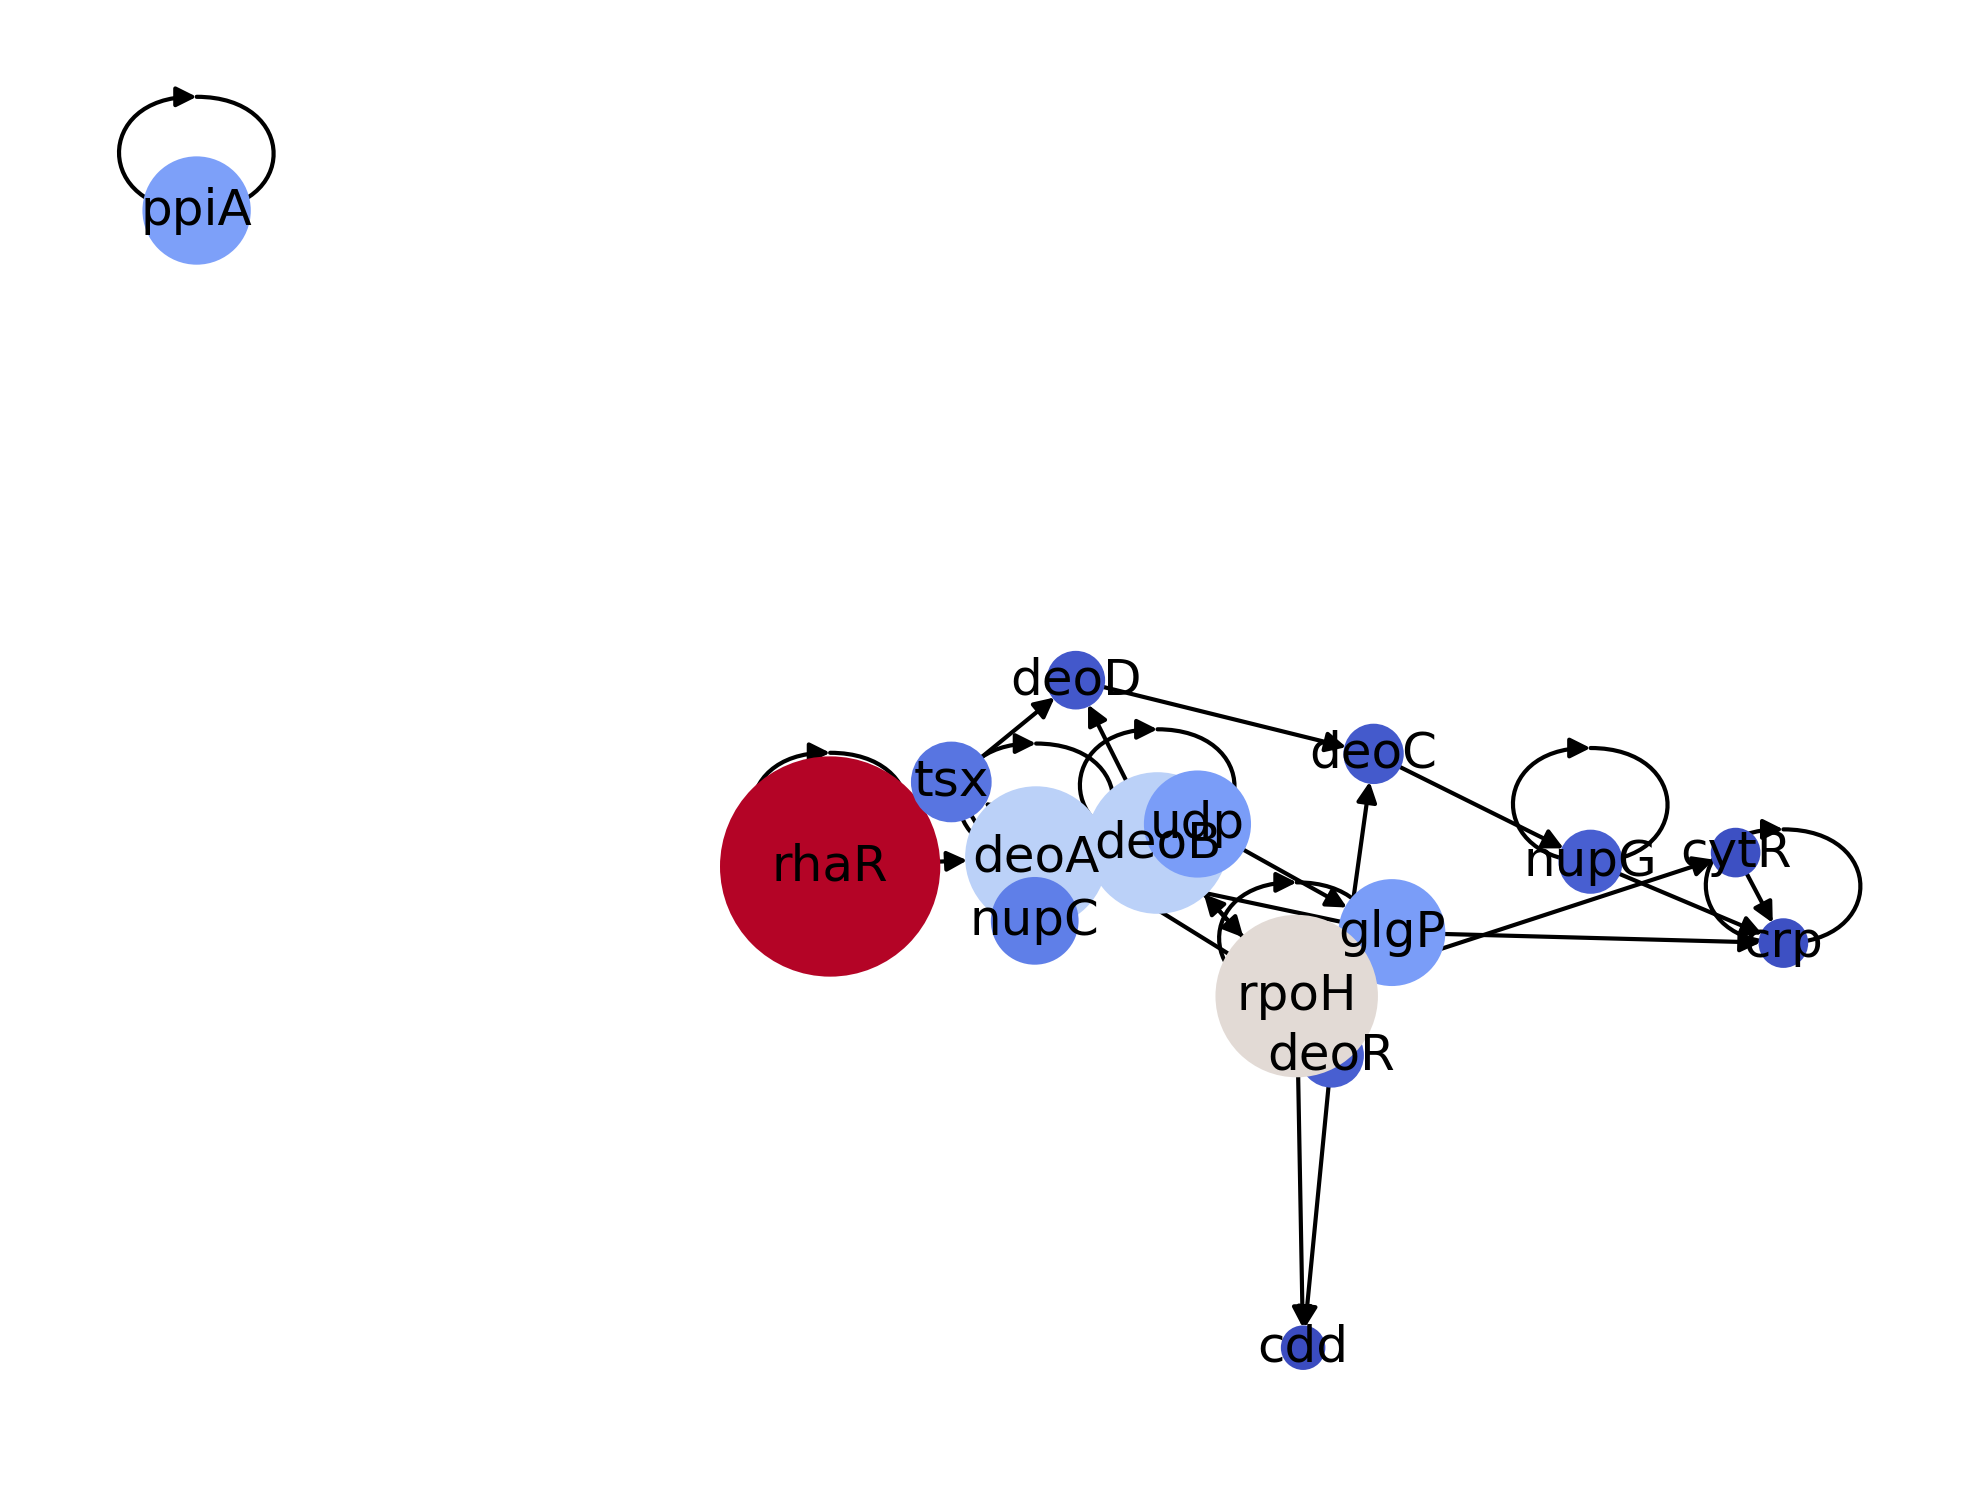 ppiA
deoD
deoC
tsx
udp
deoB
deoA
rhaR
nupG
cytR
nupC
glgP
crp
rpoH
deoR
cdd